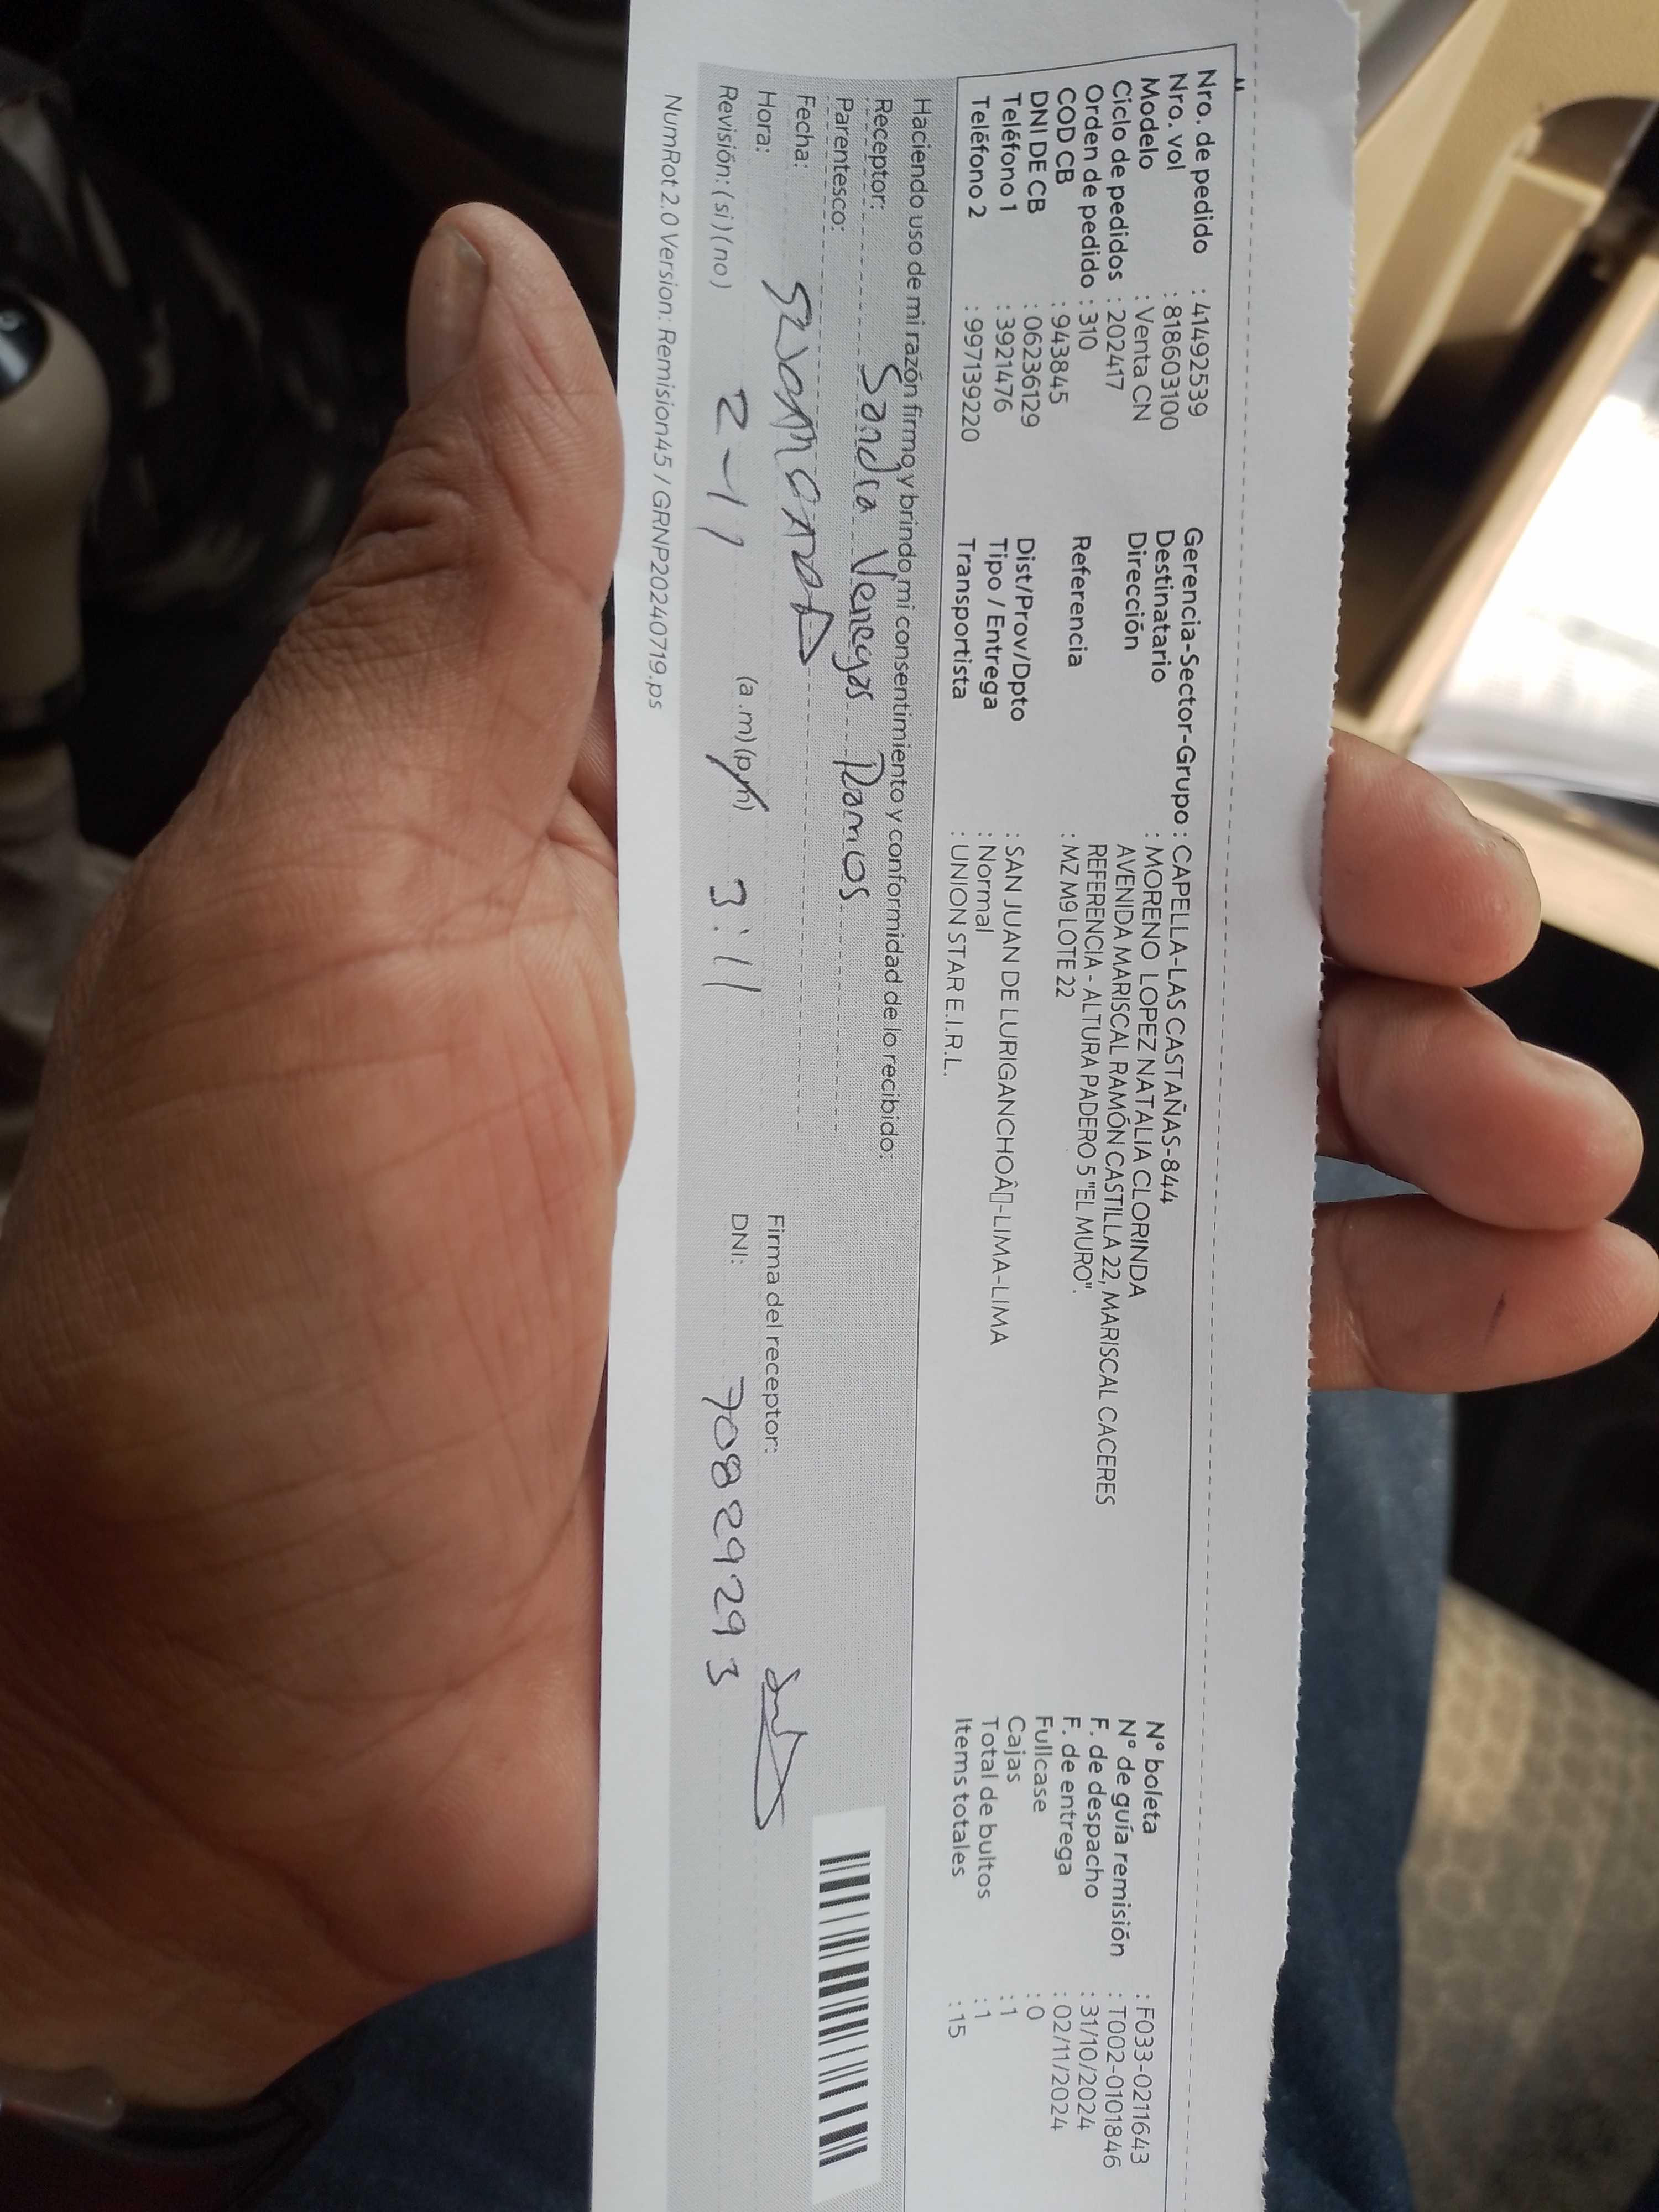 Nro. de pedido : 414492539
Nro. vol : 818603100
Modelo : Venta CN
Ciclo de pedidos : 202417
Orden de pedido : 310
COD CB : 943845
DNI DE CB : 06236129
Teléfono 1 : 3921476
Teléfono 2 : 997139220
Gerencia-Sector-Grupo : CAPELLA-LAS CASTAÑAS-844
Destinatario : MORENO LOPEZ NATALIA CLORINDA
Dirección AVENIDA MARISCAL RAMÓN CASTILLA 22, MARISCAL CACERES
REFERENCIA - ALTURA PADERO 5 "EL MURO".
Referencia : MZ M9 LOTE 22
Dist/Prov/Dpto : SAN JUAN DE LURIGANCHOÂ▯-LIMA-LIMA
Tipo / Entrega : Normal
Transportista : UNION STAR E.I.R.L.
N° boleta : F033-0211643
N° de guía remisión : T002-0101846
F. de despacho : 31/10/2024
F. de entrega : 02/11/2024
Fullcase : 0
Cajas : 1
Total de bultos : 1
Items totales : 15
Haciendo uso de mi razón firmo y brindo mi consentimiento y conformidad de lo recibido:
Receptor: Sandra Venegas Ramos
Parentesco:
Fecha: 2-11
Hora: (a.m)(p.m) 3:11
Revisión: (si)(no)
Firma del receptor:
DNI: 70829293
NumRot 2.0 Version: Remision45 / GRNP20240719.ps